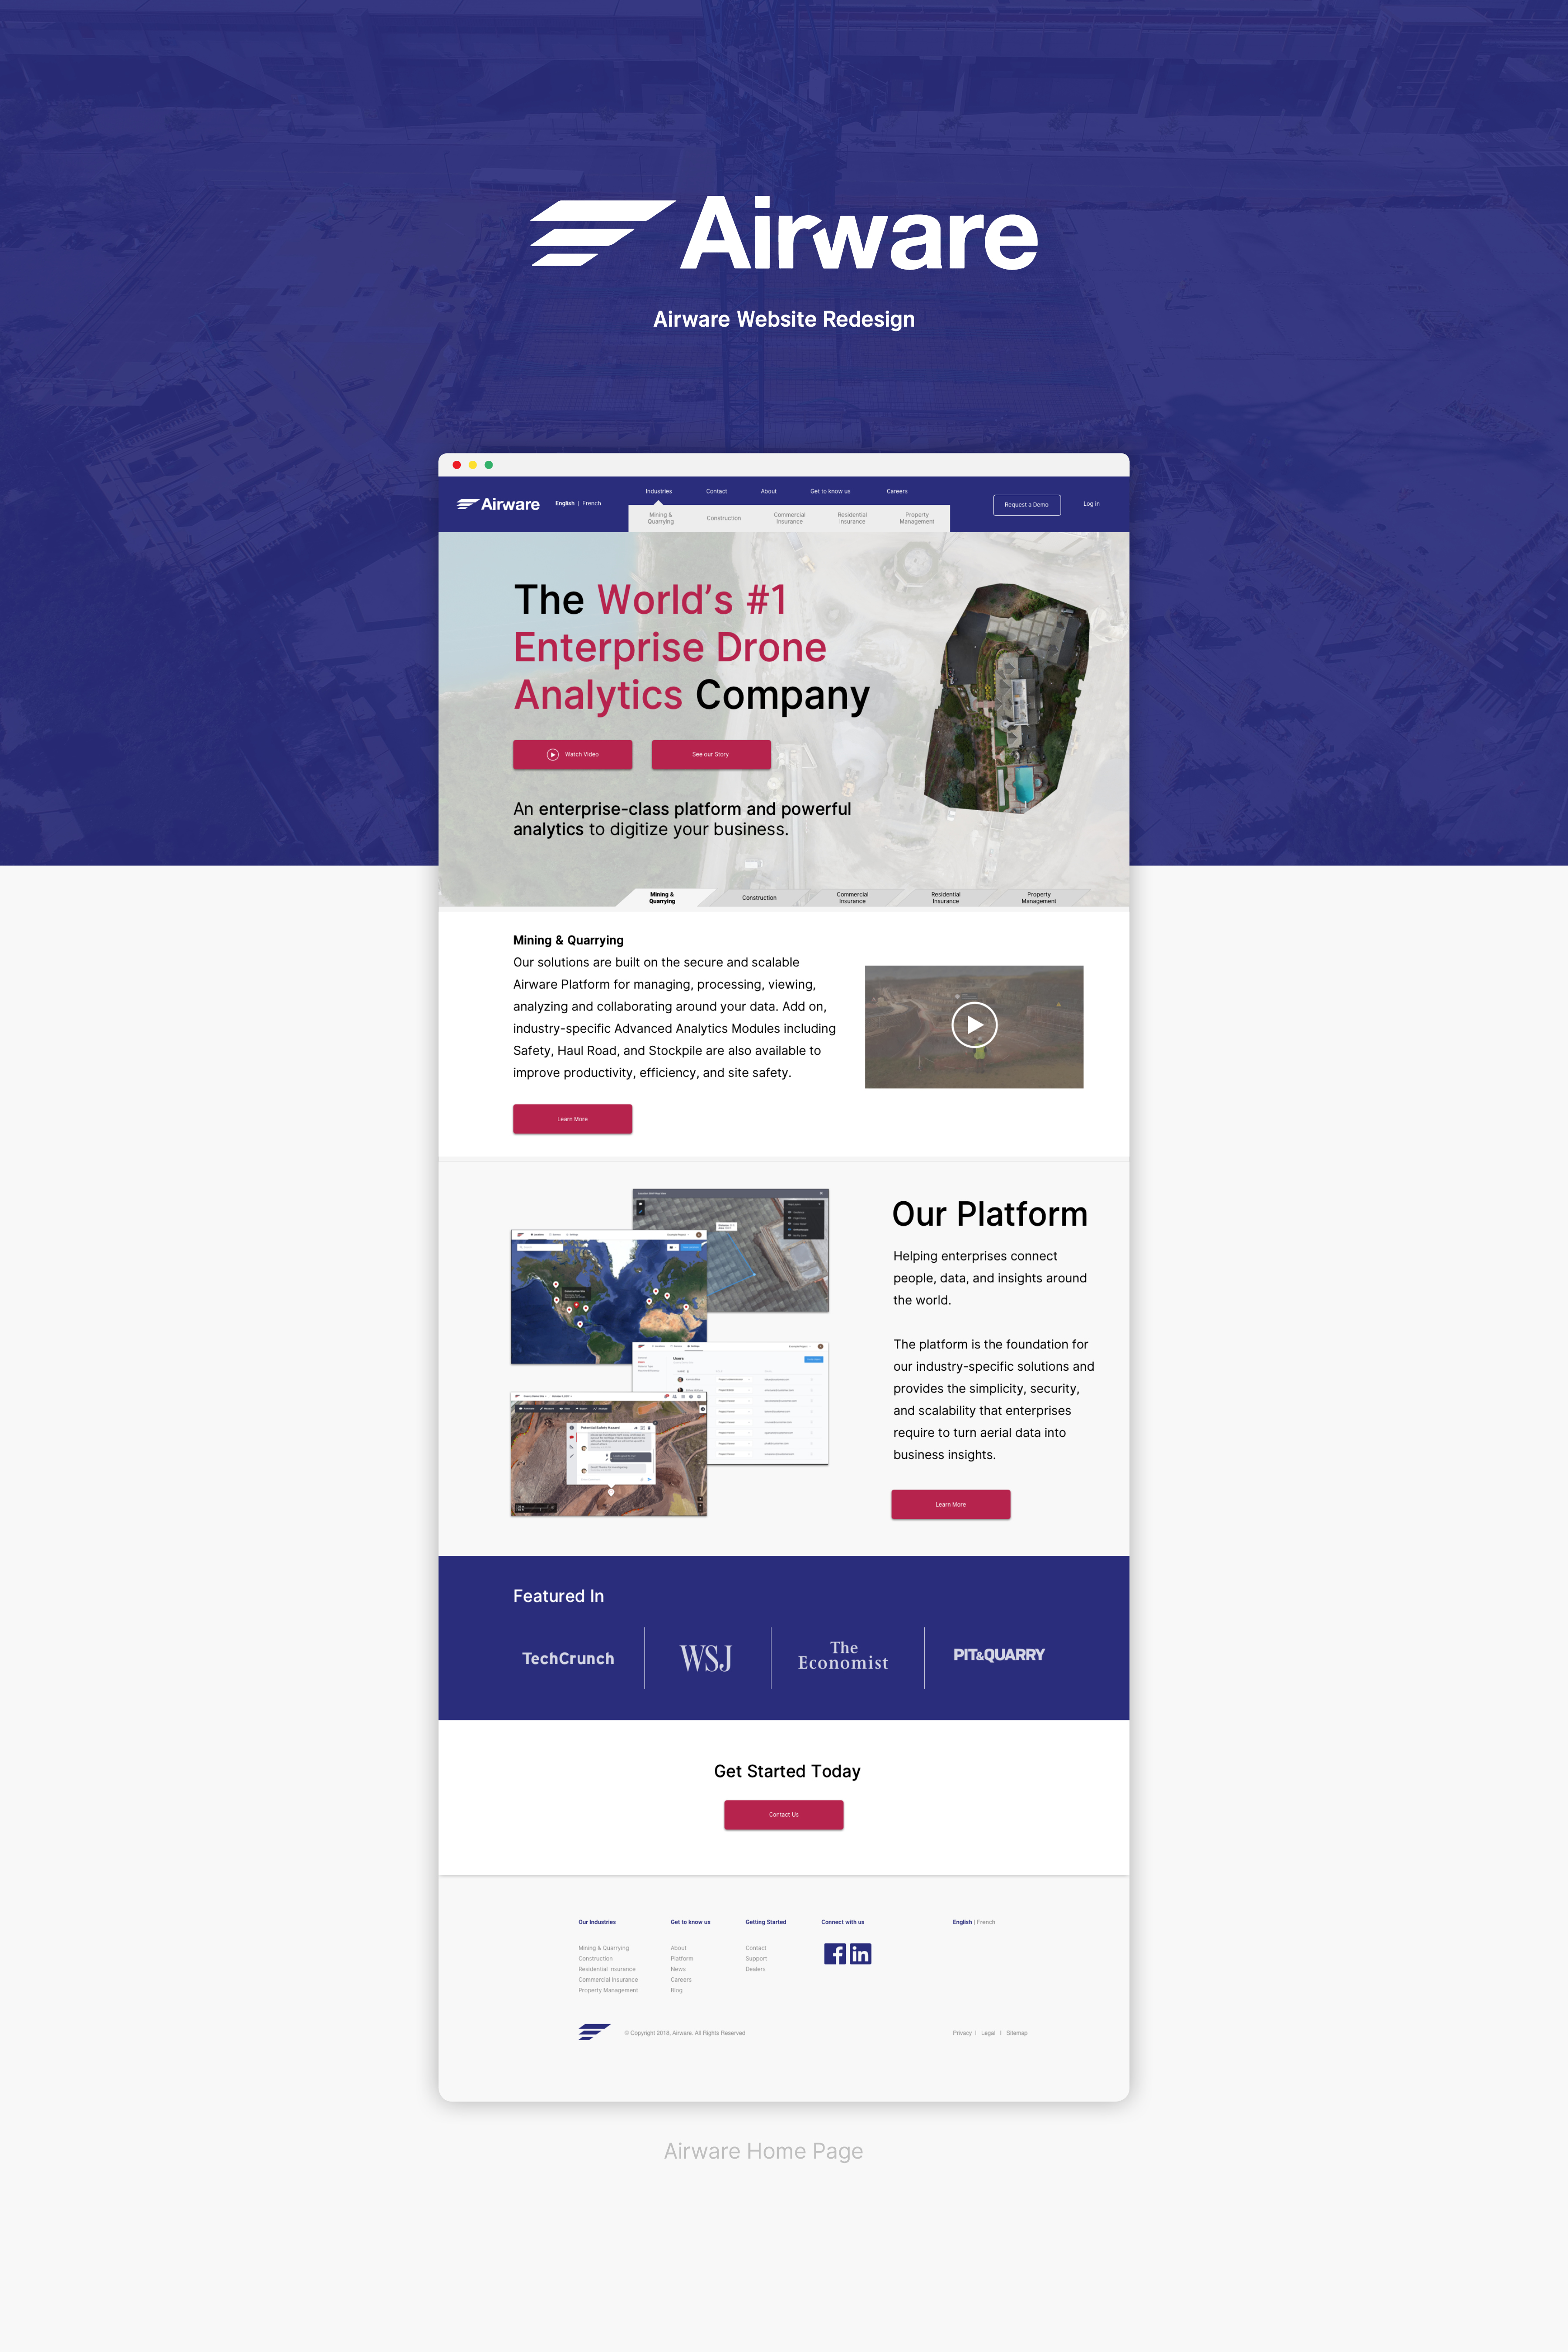 Airware
Airware Website Redesign
Airware
English | French
Industries
Contact
About
Get to know us
Careers
Request a Demo
Log in
Mining &
Quarrying
Construction
Commercial
Insurance
Residential
Insurance
Property
Management
The World's #1
Enterprise Drone
Analytics Company
Watch Video
See our Story
An enterprise-class platform and powerful
analytics to digitize your business.
Mining &
Quarrying
Construction
Commercial
Insurance
Residential
Insurance
Property
Management
Mining & Quarrying
Our solutions are built on the secure and scalable
Airware Platform for managing, processing, viewing,
analyzing and collaborating around your data. Add on,
industry-specific Advanced Analytics Modules including
Safety, Haul Road, and Stockpile are also available to
improve productivity, efficiency, and site safety.
Learn More
Users
Potential Safety Hazard
Our Platform
Helping enterprises connect
people, data, and insights around
the world.
The platform is the foundation for
our industry-specific solutions and
provides the simplicity, security,
and scalability that enterprises
require to turn aerial data into
business insights.
Learn More
Featured In
TechCrunch
WSJ
The
Economist
PIT&QUARRY
Get Started Today
Contact Us
Our Industries
Mining & Quarrying
Construction
Residential Insurance
Commercial Insurance
Property Management
Get to know us
About
Platform
News
Careers
Blog
Getting Started
Contact
Support
Dealers
Connect with us
English | French
© Copyright 2018, Airware. All Rights Reserved
Privacy | Legal | Sitemap
Airware Home Page